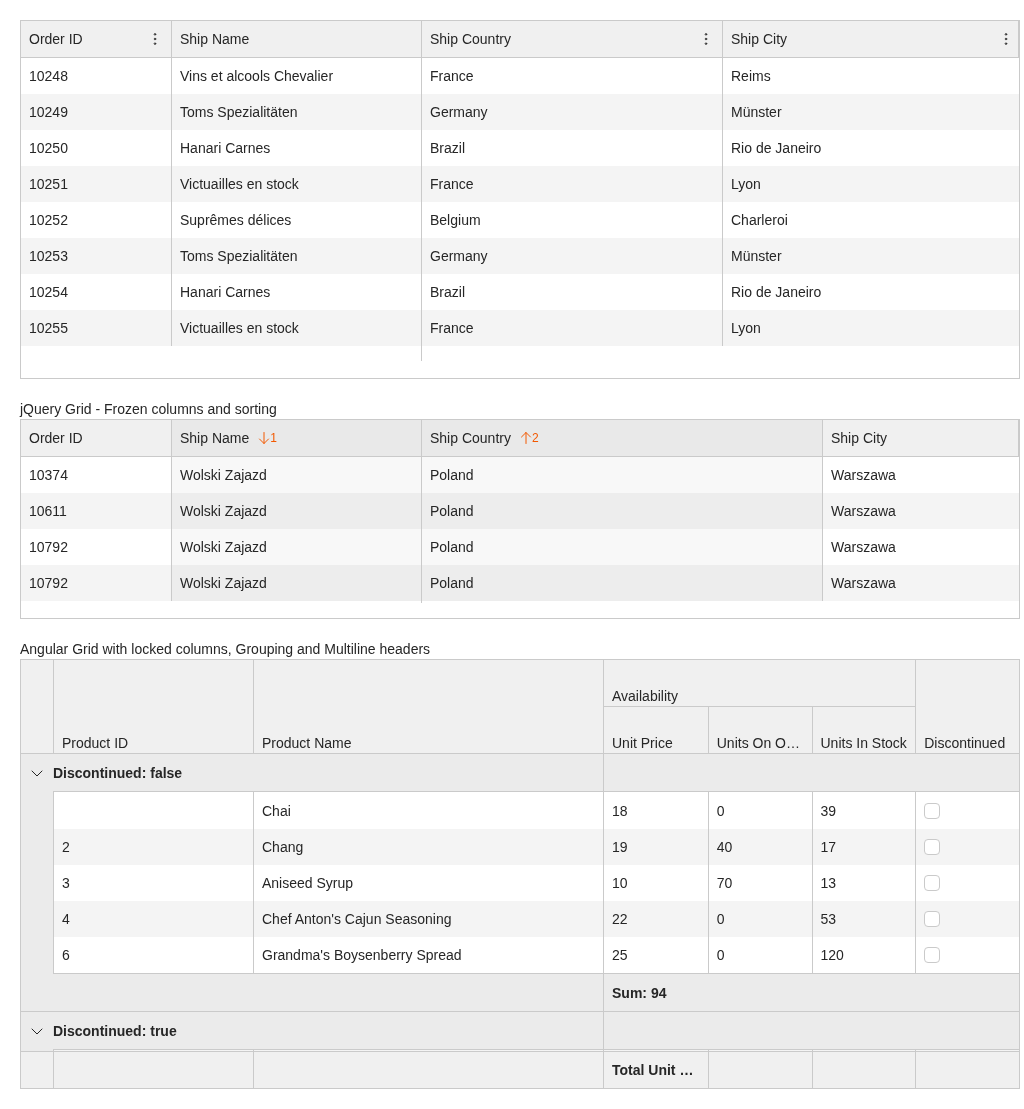 Order ID Ship Name Ship Country Ship City
10248 Vins et alcools Chevalier France Reims
10249 Toms Spezialitäten Germany Münster
10250 Hanari Carnes Brazil Rio de Janeiro
10251 Victuailles en stock France Lyon
10252 Suprêmes délices Belgium Charleroi
10253 Toms Spezialitäten Germany Münster
10254 Hanari Carnes Brazil Rio de Janeiro
10255 Victuailles en stock France Lyon
jQuery Grid - Frozen columns and sorting
Order ID Ship Name ↓1 Ship Country ↑2 Ship City
10374 Wolski Zajazd Poland Warszawa
10611 Wolski Zajazd Poland Warszawa
10792 Wolski Zajazd Poland Warszawa
10792 Wolski Zajazd Poland Warszawa
Angular Grid with locked columns, Grouping and Multiline headers
Availability
Product ID Product Name Unit Price Units On O… Units In Stock Discontinued
Discontinued: false
Chai 18 0 39
2 Chang 19 40 17
3 Aniseed Syrup 10 70 13
4 Chef Anton's Cajun Seasoning 22 0 53
6 Grandma's Boysenberry Spread 25 0 120
Sum: 94
Discontinued: true
Total Unit …